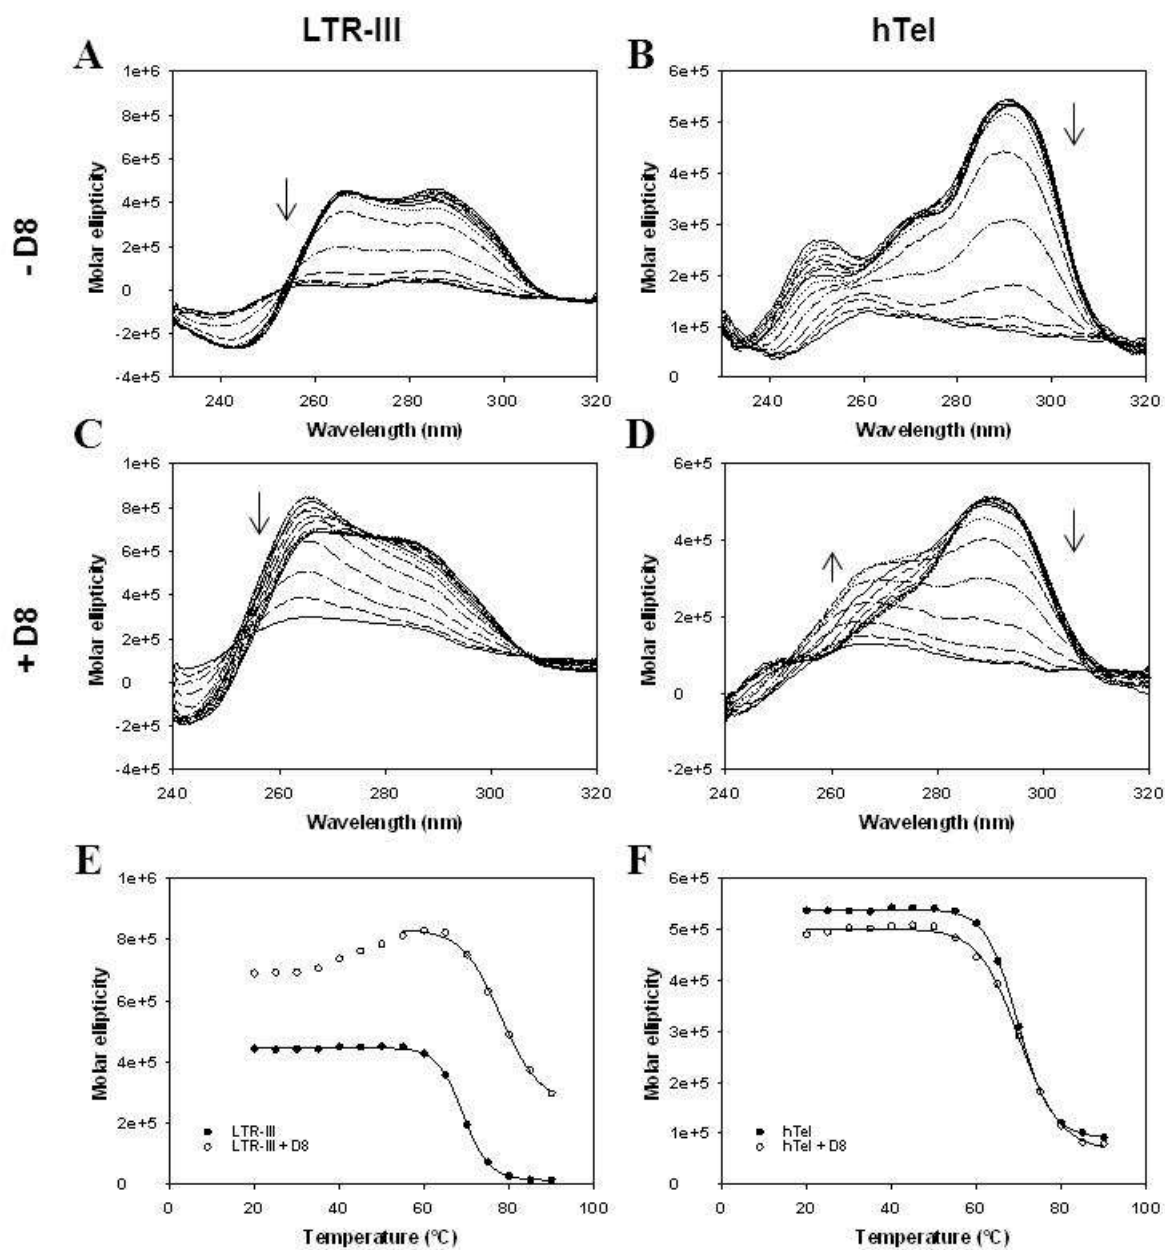 LTR-III
hTel
- D8
+ D8
A
1e+6
8e+5
6e+5
4e+5
2e+5
0
-2e+5
-4e+5
Molar ellipticity
240 260 280 300 320
Wavelength (nm)
B
6e+5
5e+5
4e+5
3e+5
2e+5
1e+5
0
Molar ellipticity
240 260 280 300 320
Wavelength (nm)
C
1e+6
8e+5
6e+5
4e+5
2e+5
0
-2e+5
-4e+5
Molar ellipticity
240 260 280 300 320
Wavelength (nm)
D
6e+5
4e+5
2e+5
0
-2e+5
Molar ellipticity
240 260 280 300 320
Wavelength (nm)
E
1e+6
8e+5
6e+5
4e+5
2e+5
0
Molar ellipticity
LTR-III
LTR-III + D8
0 20 40 60 80 100
Temperature (°C)
F
6e+5
5e+5
4e+5
3e+5
2e+5
1e+5
0
Molar ellipticity
hTel
hTel + D8
0 20 40 60 80 100
Temperature (°C)